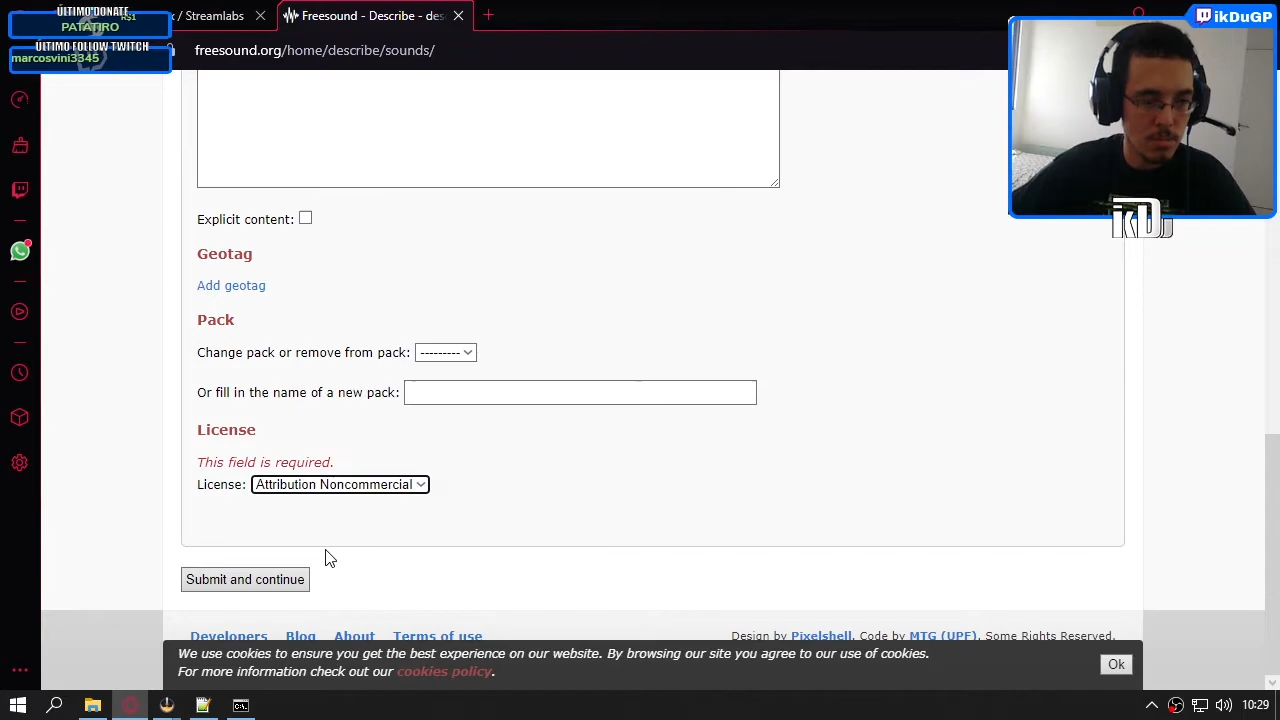 x / Streamlabs
Freesound - Describe - des
ÚLTIMO DONATE
R$1
PATATIRO
ÚLTIMO FOLLOW TWITCH
marcosvini3345
freesound.org/home/describe/sounds/
ikDuGP
ikDu
Explicit content:
Geotag
Add geotag
Pack
Change pack or remove from pack: ---------
Or fill in the name of a new pack:
License
This field is required.
License: Attribution Noncommercial
Submit and continue
Developers Blog About Terms of use
Design by Pixelshell, Code by MTG (UPF), Some Rights Reserved.
We use cookies to ensure you get the best experience on our website. By browsing our site you agree to our use of cookies.
For more information check out our cookies policy.
Ok
10:29